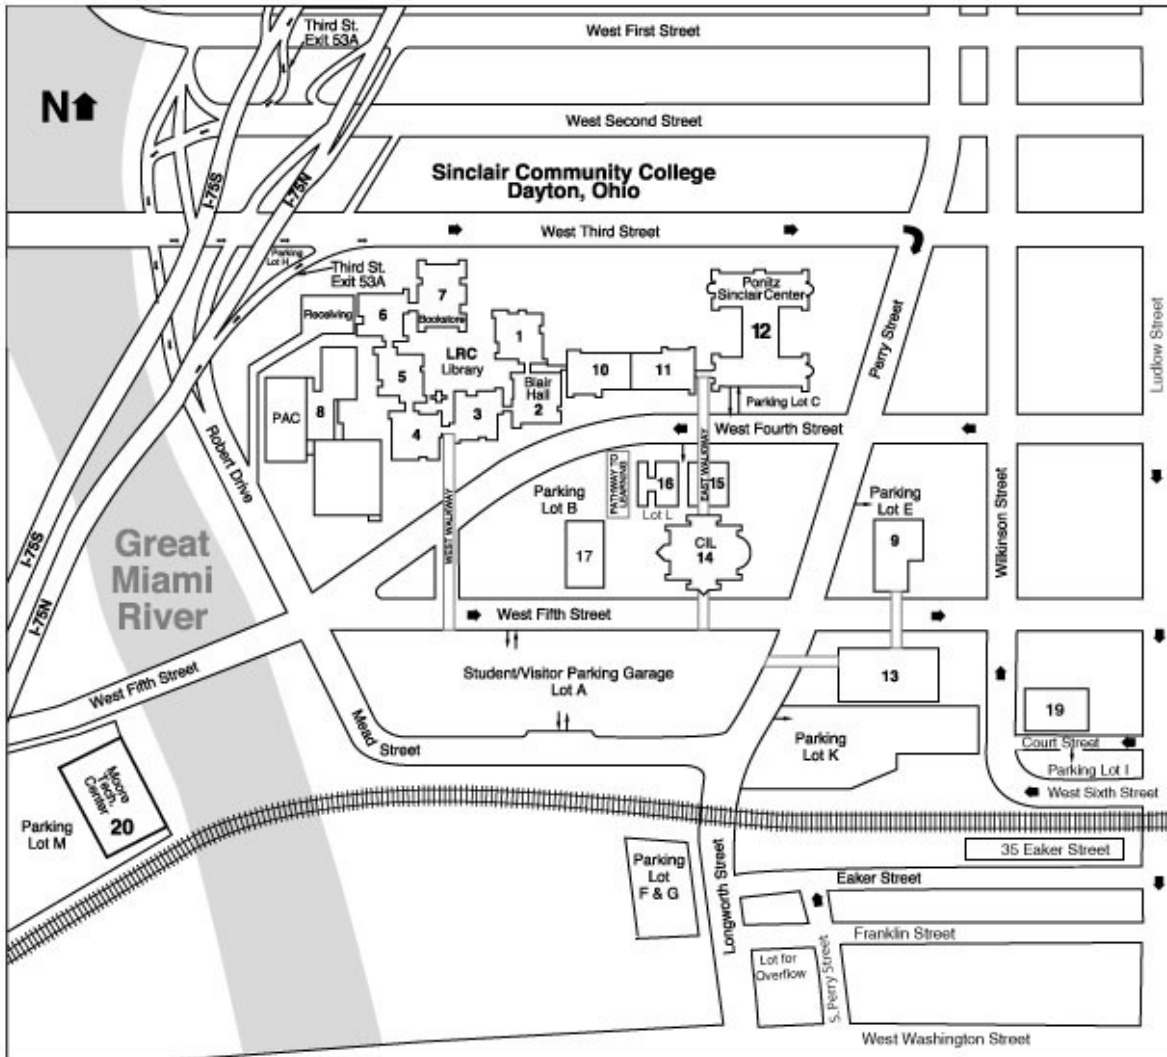 Third St.
Exit 53A
West First Street
N
West Second Street
I-75S
I-75N
Sinclair Community College
Dayton, Ohio
West Third Street
Parking
Lot H
Third St.
Exit 53A
Ponitz
Sinclair Center
12
7
Bookstore
Receiving
6
1
LRC
Library
5
10
11
Blair
Hall
2
Perry Street
Ludlow Street
PAC
8
3
4
Parking Lot C
West Fourth Street
Robert Drive
WEST WALKWAY
EAST WALKWAY
PATHWAY TO
LEARNING
16
15
Lot L
Parking
Lot B
17
CIL
14
Parking
Lot E
9
Wilkinson Street
Great
Miami
River
I-75S
I-75N
West Fifth Street
West Fifth Street
Student/Visitor Parking Garage
Lot A
13
19
Mead Street
Parking
Lot K
Court Street
Parking Lot I
West Sixth Street
Moore
Tech.
Center
20
Parking
Lot M
35 Eaker Street
Parking
Lot
F & G
Longworth Street
Eaker Street
Franklin Street
Lot for
Overflow
S. Perry Street
West Washington Street